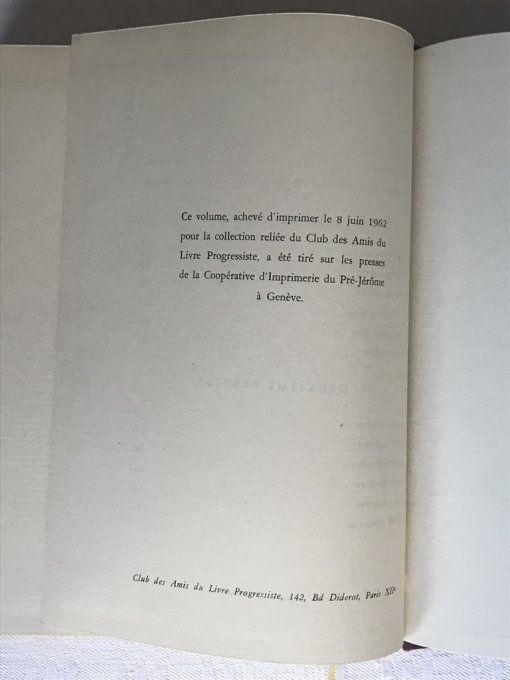 Ce volume, achevé d'imprimer le 8 juin 1962
pour la collection reliée du Club des Amis du
Livre Progressiste, a été tiré sur les presses
de la Coopérative d'Imprimerie du Pré-Jérôme
à Genève.
Club des Amis du Livre Progressiste, 142, Bd Diderot, Paris